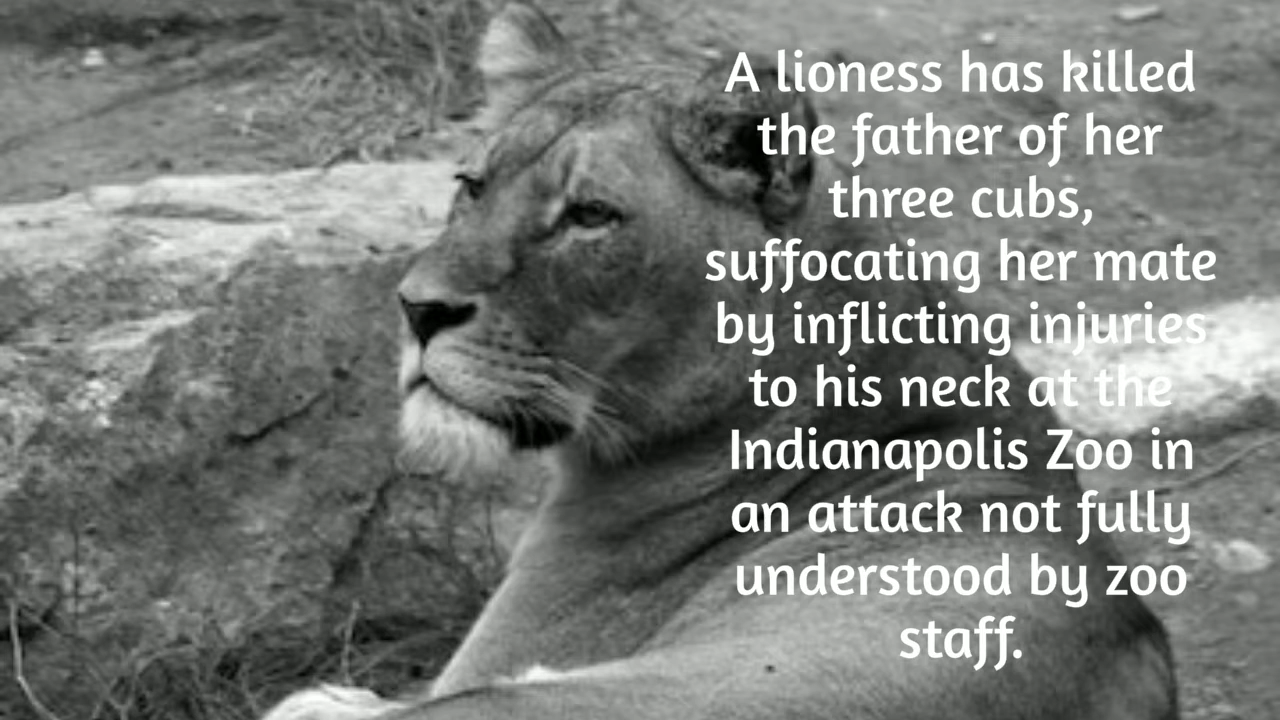 A lioness has killed
the father of her
three cubs,
suffocating her mate
by inflicting injuries
to his neck at the
Indianapolis Zoo in
an attack not fully
understood by zoo
staff.